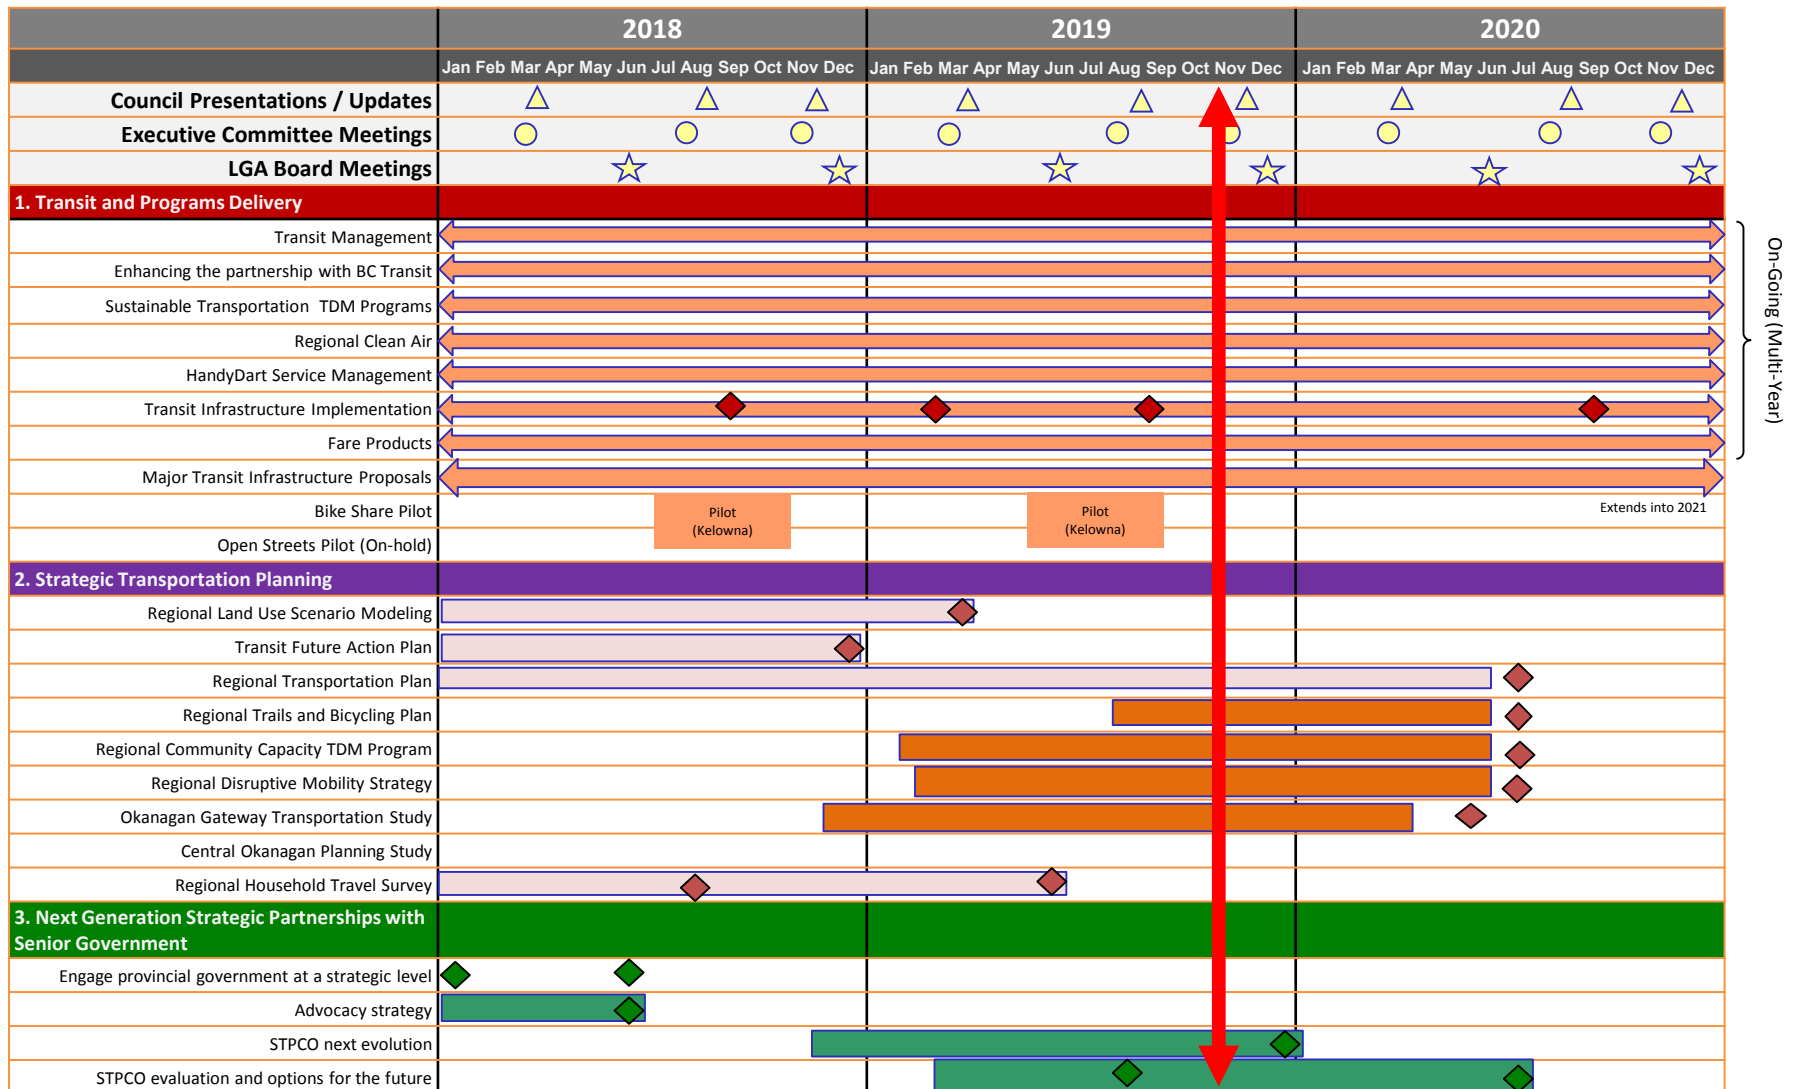 2018 2019 2020
Jan Feb Mar Apr May Jun Jul Aug Sep Oct Nov Dec Jan Feb Mar Apr May Jun Jul Aug Sep Oct Nov Dec Jan Feb Mar Apr May Jun Jul Aug Sep Oct Nov Dec
Council Presentations / Updates
Executive Committee Meetings
LGA Board Meetings
1. Transit and Programs Delivery
Transit Management
Enhancing the partnership with BC Transit
Sustainable Transportation TDM Programs
Regional Clean Air
HandyDart Service Management
Transit Infrastructure Implementation
Fare Products
On-Going (Multi-Year)
Major Transit Infrastructure Proposals
Bike Share Pilot
Pilot
(Kelowna)
Pilot
(Kelowna)
Extends into 2021
Open Streets Pilot (On-hold)
2. Strategic Transportation Planning
Regional Land Use Scenario Modeling
Transit Future Action Plan
Regional Transportation Plan
Regional Trails and Bicycling Plan
Regional Community Capacity TDM Program
Regional Disruptive Mobility Strategy
Okanagan Gateway Transportation Study
Central Okanagan Planning Study
Regional Household Travel Survey
3. Next Generation Strategic Partnerships with
Senior Government
Engage provincial government at a strategic level
Advocacy strategy
STPCO next evolution
STPCO evaluation and options for the future